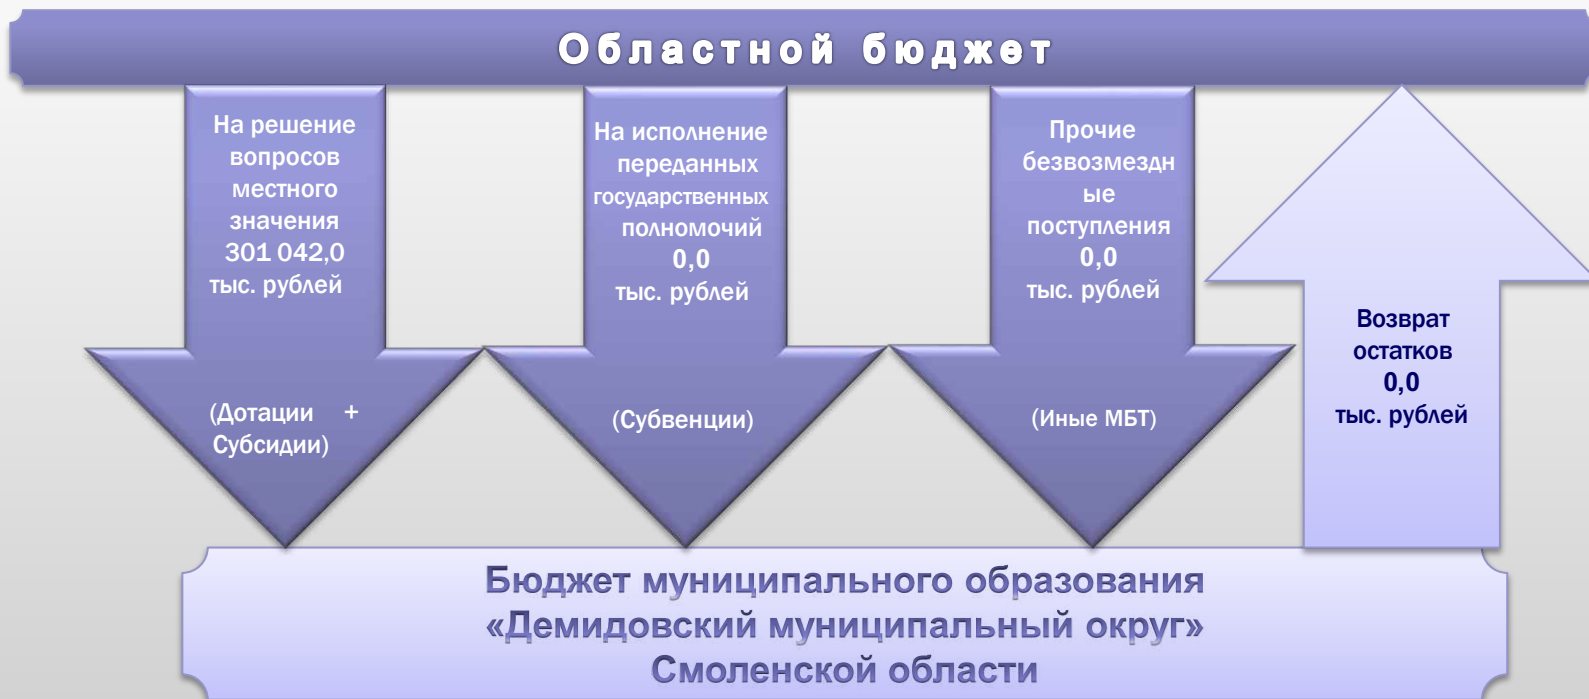 Областной бюджет
На решение
вопросов
местного
значения
301 042,0
тыс. рублей
(Дотации +
Субсидии)
На исполнение
переданных
государственных
полномочий
0,0
тыс. рублей
(Субвенции)
Прочие
безвозмездн
ые
поступления
0,0
тыс. рублей
(Иные МБТ)
Возврат
остатков
0,0
тыс. рублей
Бюджет муниципального образования
«Демидовский муниципальный округ»
Смоленской области